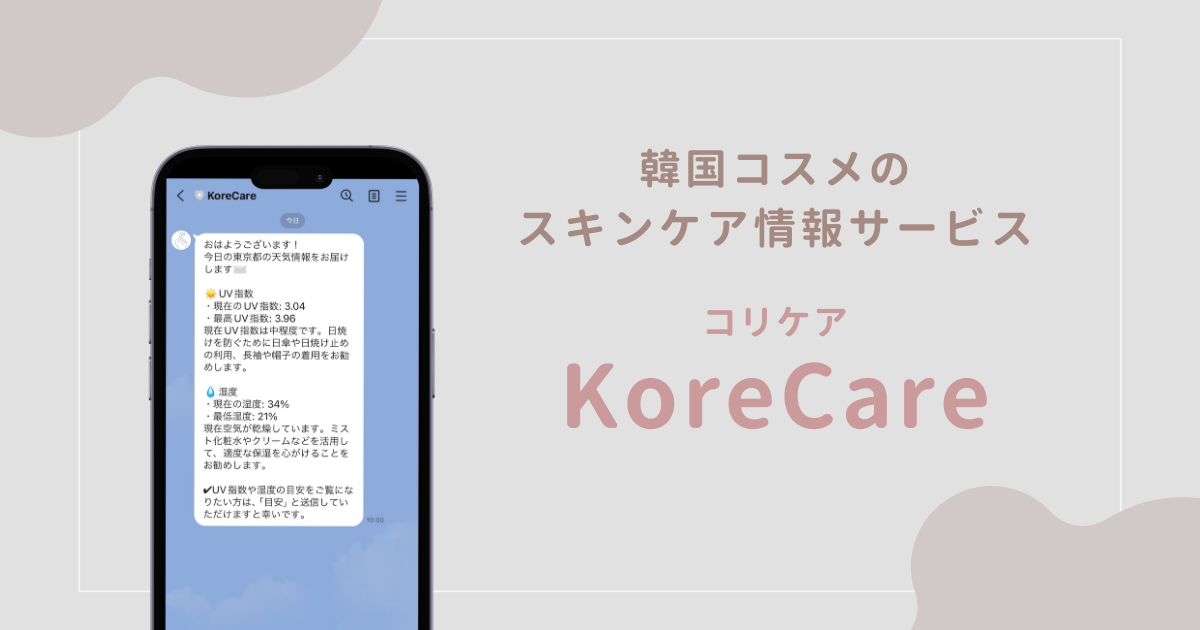 韓国コスメの
スキンケア情報サービス
コリケア
KoreCare
KoreCare
今日
おはようございます！
今日の東京都の天気情報をお届け
します
UV指数
・現在のUV指数: 3.04
・最高UV指数: 3.96
現在UV指数は中程度です。日焼
けを防ぐために日傘や日焼け止め
の利用、長袖や帽子の着用をお勧
めします。
湿度
・現在の湿度: 34%
・最低湿度: 21%
現在空気が乾燥しています。ミス
ト化粧水やクリームなどを活用し
て、適度な保湿を心がけることを
お勧めします。
✔UV指数や湿度の目安をご覧にな
りたい方は、「目安」と送信してい
ただけますと幸いです。
10:00